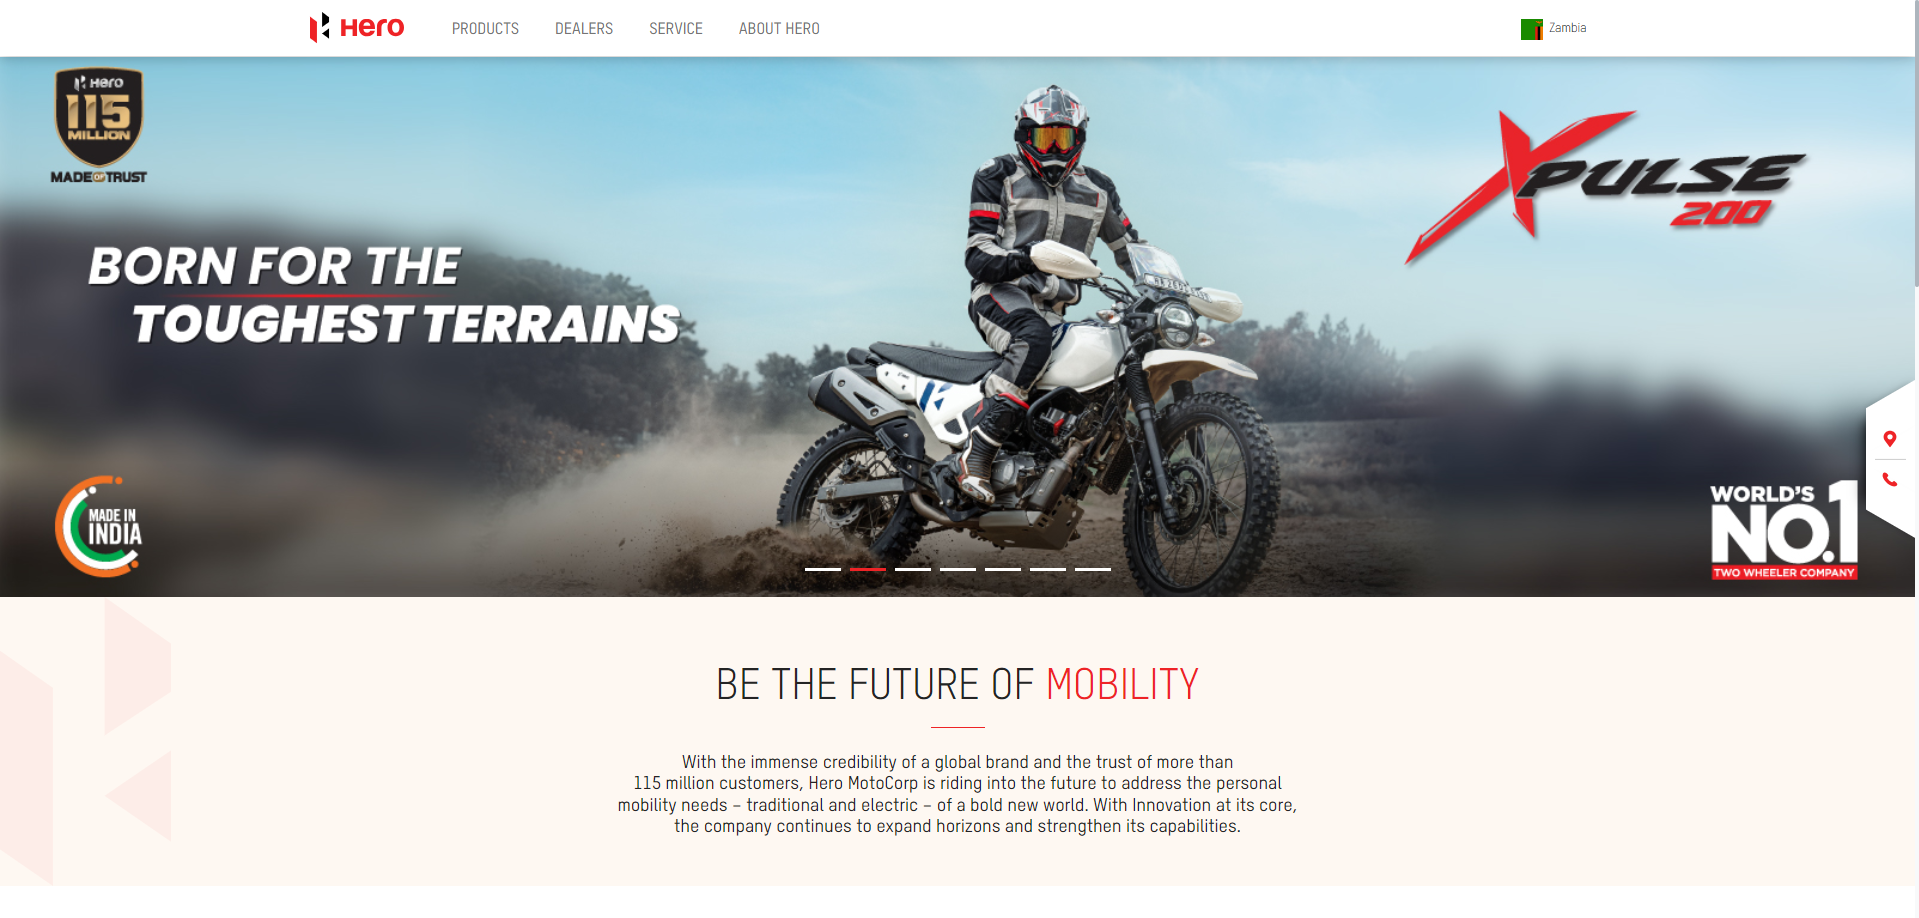 Hero
PRODUCTS
DEALERS
SERVICE
ABOUT HERO
Zambia
Hero
115
MILLION
MADE OF TRUST
XPULSE
200
BORN FOR THE
TOUGHEST TERRAINS
MADE IN
INDIA
WORLD'S
NO.1
TWO WHEELER COMPANY
BE THE FUTURE OF MOBILITY
With the immense credibility of a global brand and the trust of more than
115 million customers, Hero MotoCorp is riding into the future to address the personal
mobility needs – traditional and electric – of a bold new world. With Innovation at its core,
the company continues to expand horizons and strengthen its capabilities.